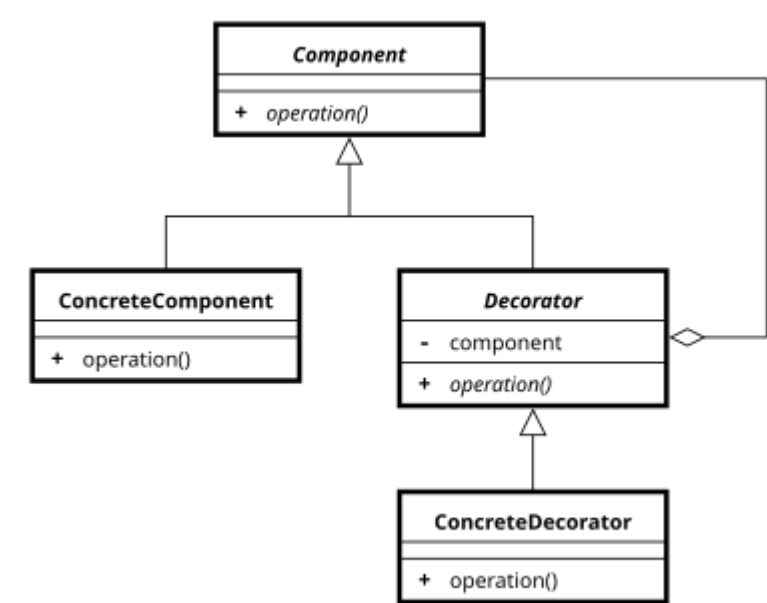 Component
+ operation()
ConcreteComponent
+ operation()
Decorator
- component
+ operation()
ConcreteDecorator
+ operation()